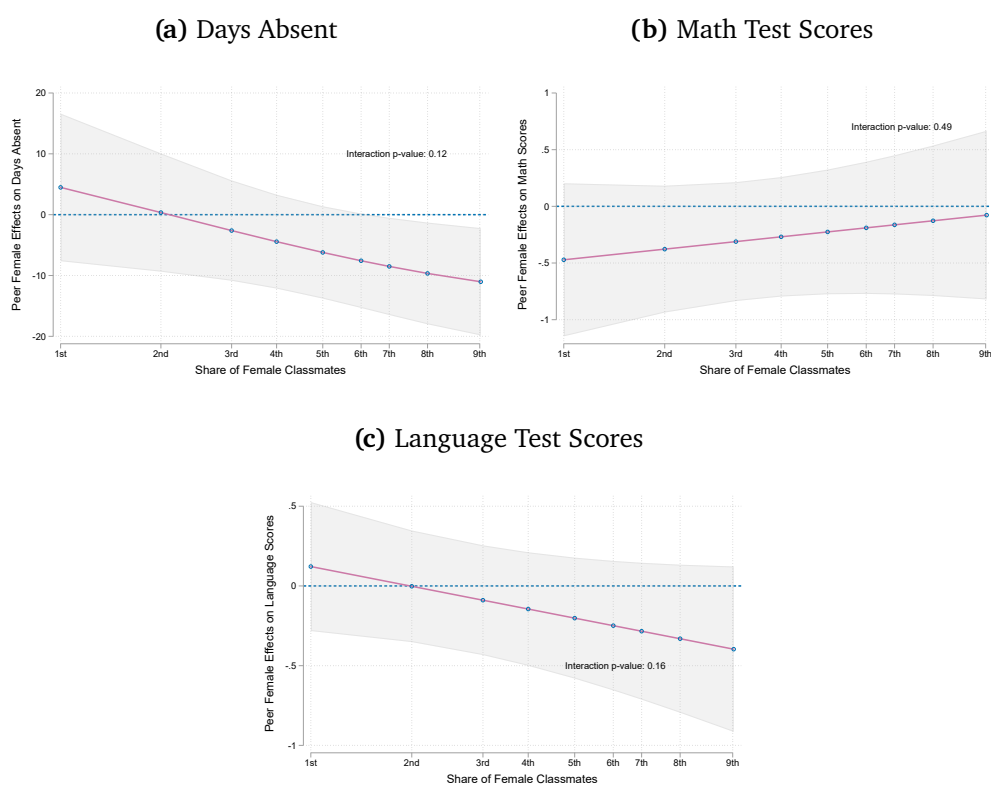 (a) Days Absent
20
10
0
-10
-20
Peer Female Effects on Days Absent
Interaction p-value: 0.12
1st 2nd 3rd 4th 5th 6th 7th 8th 9th
Share of Female Classmates
(b) Math Test Scores
1
.5
0
-.5
-1
Peer Female Effects on Math Scores
Interaction p-value: 0.49
1st 2nd 3rd 4th 5th 6th 7th 8th 9th
Share of Female Classmates
(c) Language Test Scores
.5
0
-.5
-1
Peer Female Effects on Language Scores
Interaction p-value: 0.16
1st 2nd 3rd 4th 5th 6th 7th 8th 9th
Share of Female Classmates